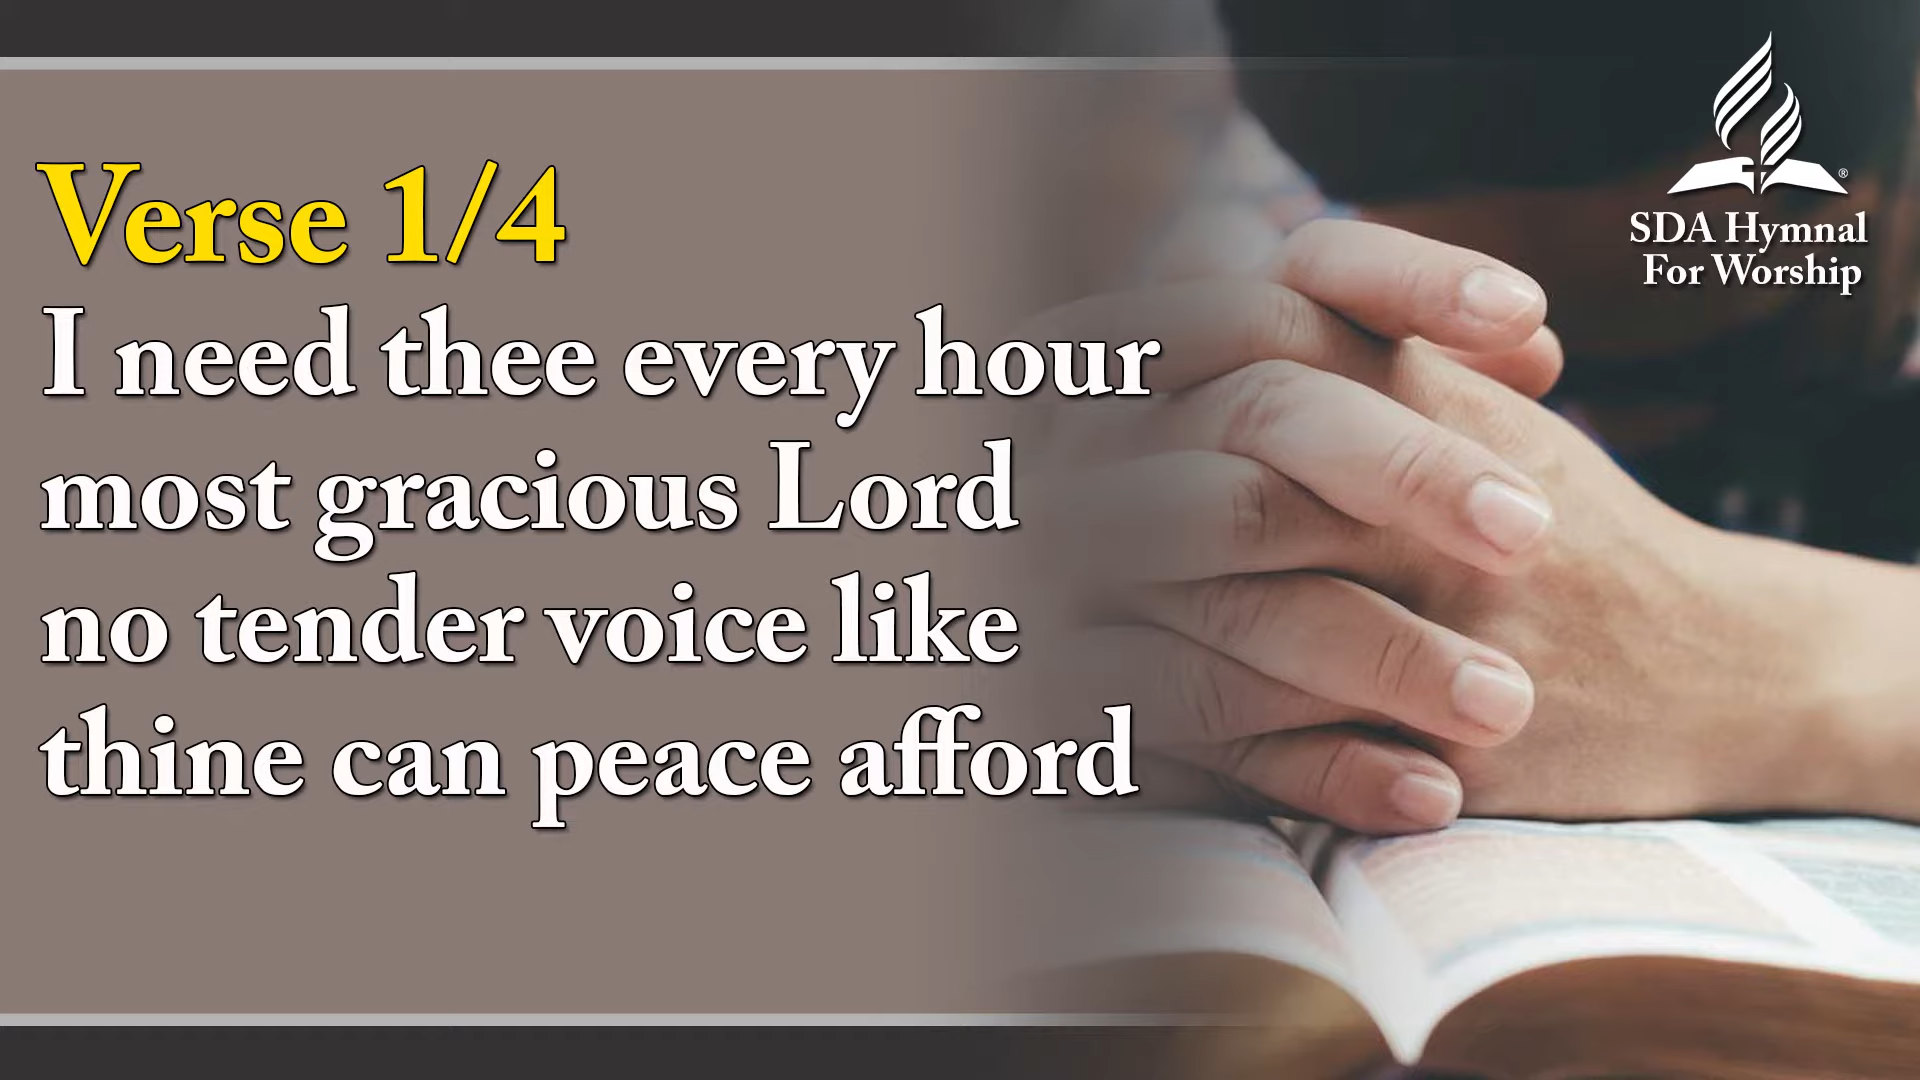 Verse 1/4
I need thee every hour
most gracious Lord
no tender voice like
thine can peace afford
®
SDA Hymnal
For Worship